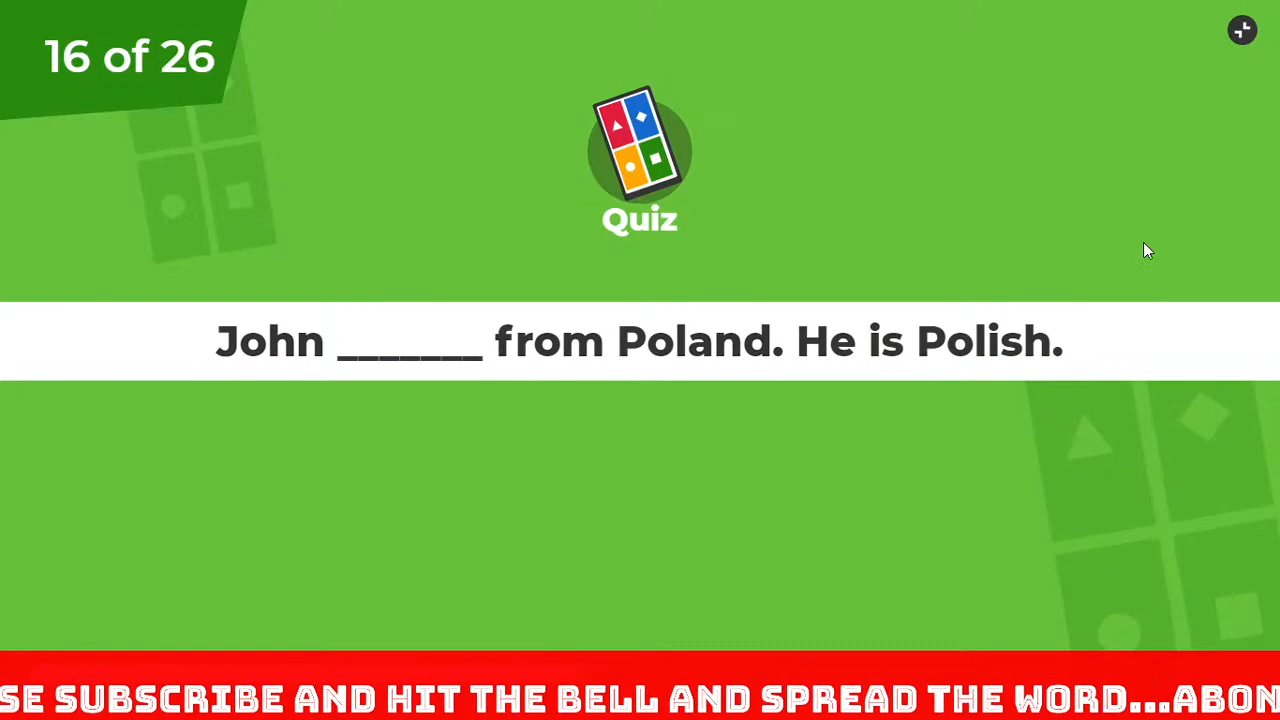 16 of 26
Quiz
John _______ from Poland. He is Polish.
SE SUBSCRIBE AND HIT THE BELL AND SPREAD THE WORD...ABON